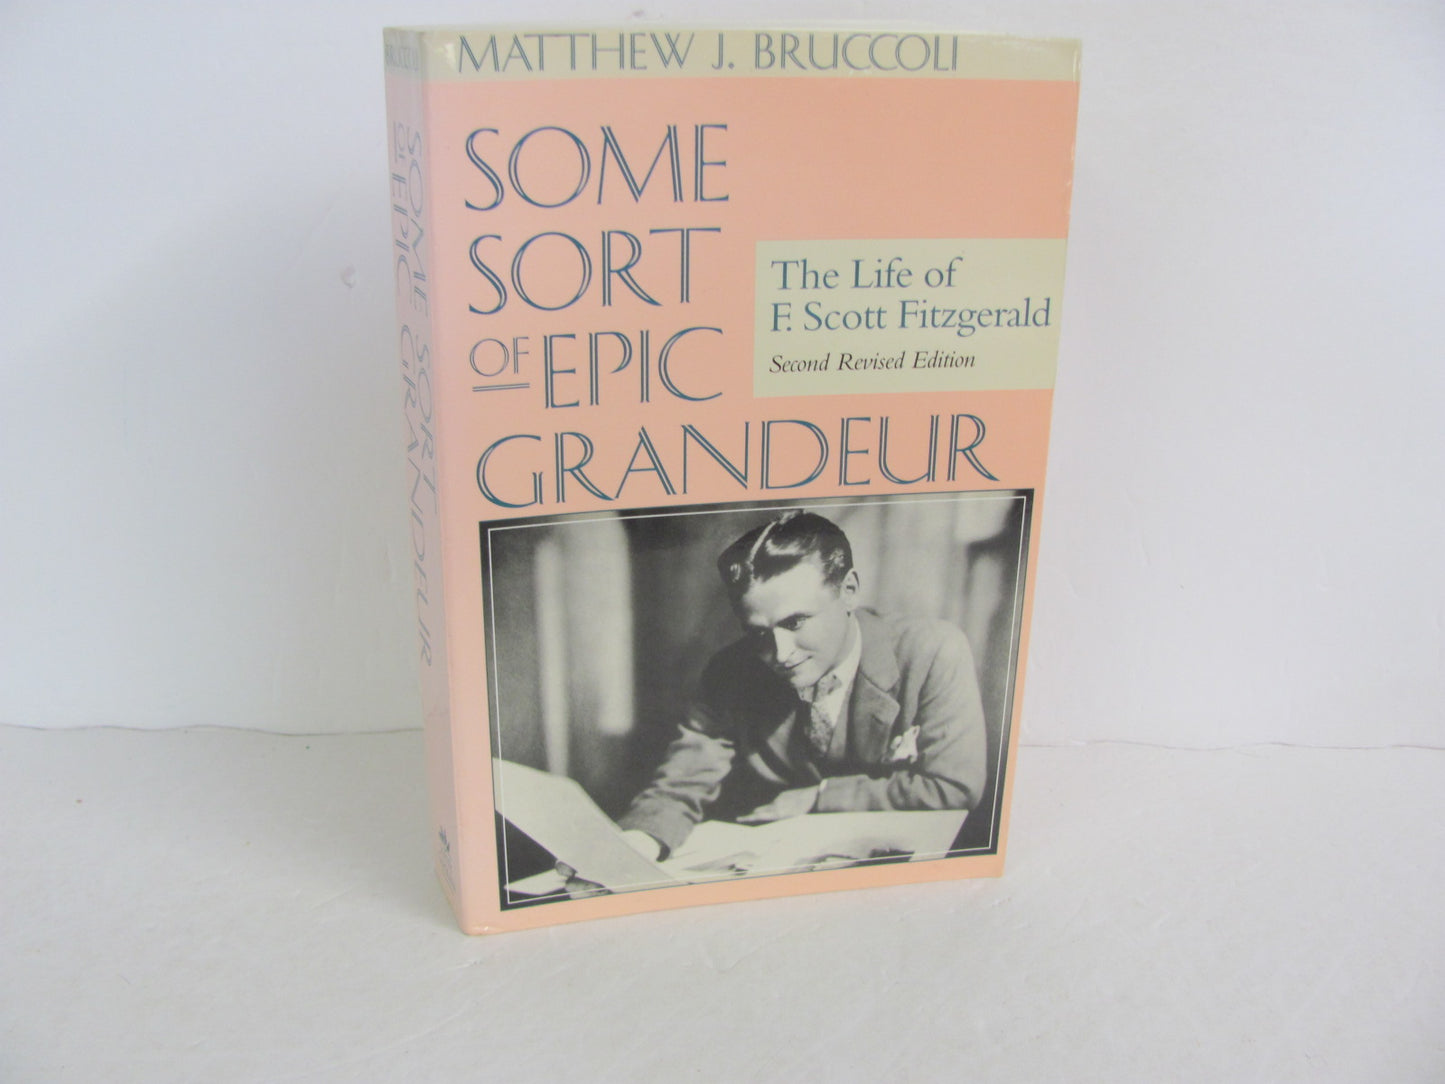 MATTHEW J. BRUCCOLI
SOME
SORT
OF EPIC
GRANDEUR
The Life of
F. Scott Fitzgerald
Second Revised Edition
BRUCCOLI
SOME SORT
OF EPIC GRANDEUR